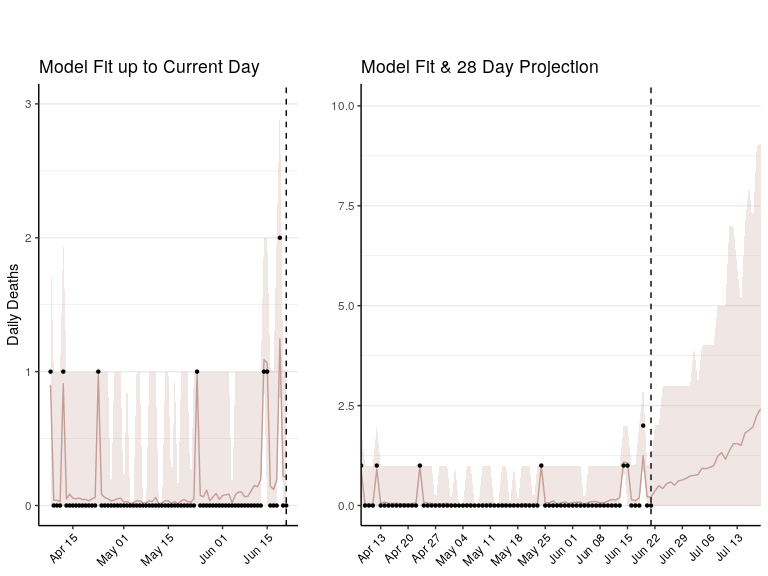 Model Fit up to Current Day
Daily Deaths
3
2
1
0
Apr 15
May 01
May 15
Jun 01
Jun 15
Model Fit & 28 Day Projection
10.0
7.5
5.0
2.5
0.0
Apr 13
Apr 20
Apr 27
May 04
May 11
May 18
May 25
Jun 01
Jun 08
Jun 15
Jun 22
Jun 29
Jul 06
Jul 13